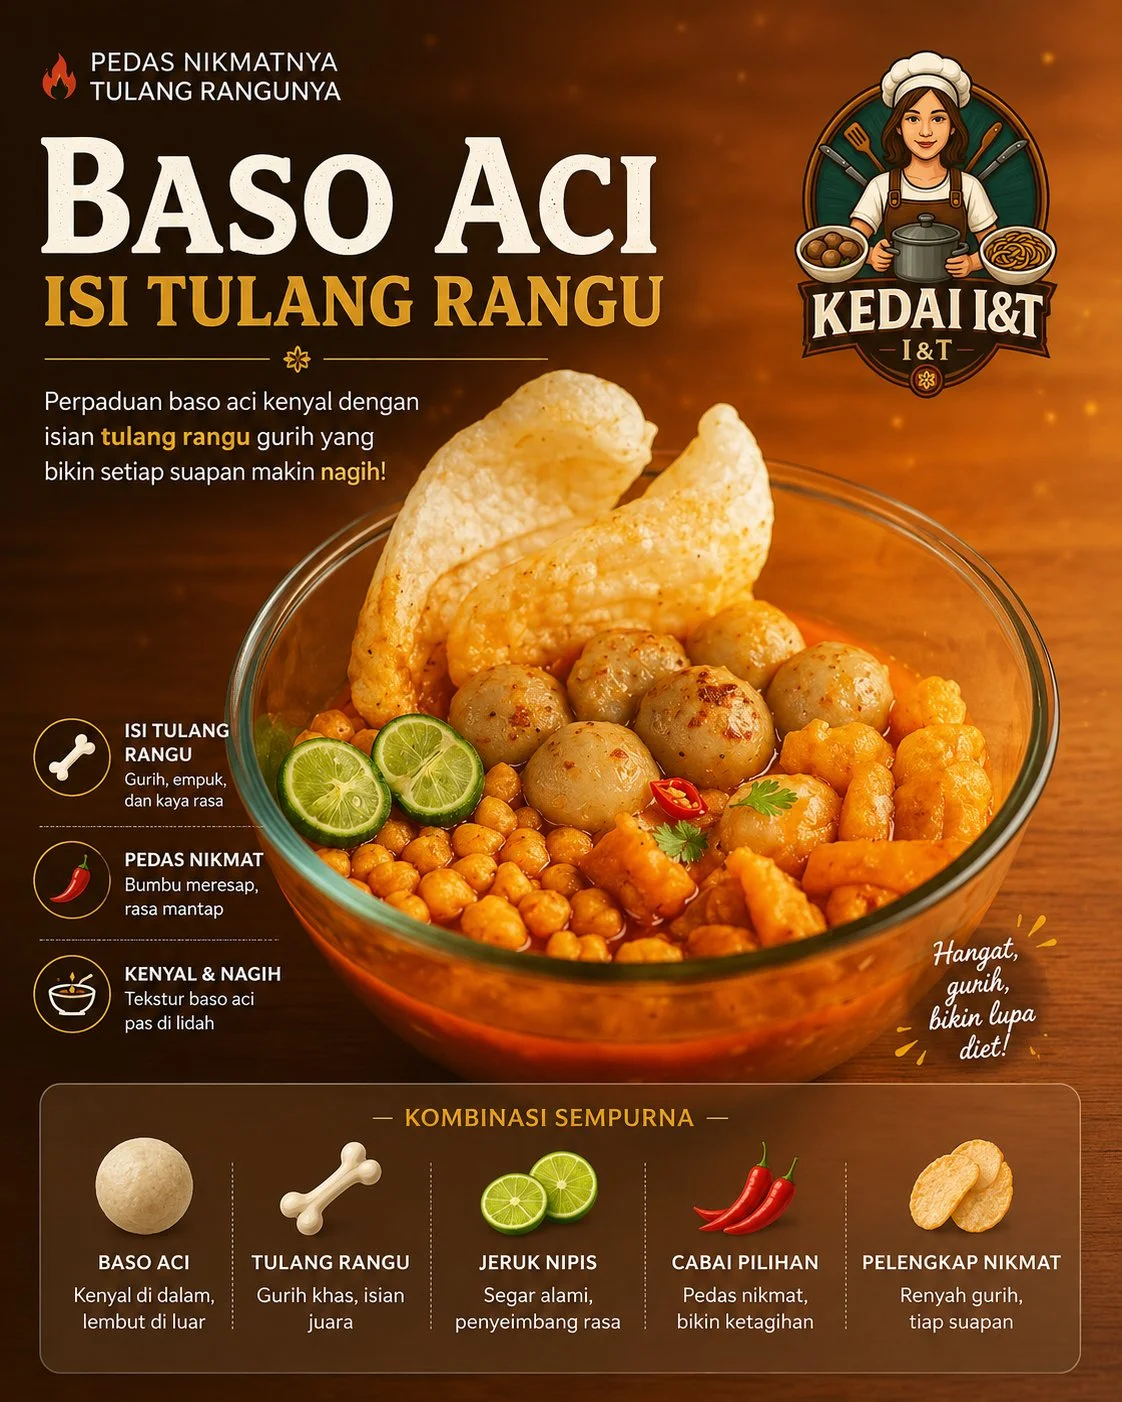 PEDAS NIKMATNYA
TULANG RANGUNYA
BASO ACI
ISI TULANG RANGU
Perpaduan baso aci kenyal dengan
isian tulang rangu gurih yang
bikin setiap suapan makin nagih!
KEDAI I&T
I & T
ISI TULANG
RANGU
Gurih, empuk,
dan kaya rasa
PEDAS NIKMAT
Bumbu meresap,
rasa mantap
KENYAL & NAGIH
Tekstur baso aci
pas di lidah
Hangat,
gurih,
bikin lupa
diet!
KOMBINASI SEMPURNA
BASO ACI
Kenyal di dalam,
lembut di luar
TULANG RANGU
Gurih khas, isian
juara
JERUK NIPIS
Segar alami,
penyeimbang rasa
CABAI PILIHAN
Pedas nikmat,
bikin ketagihan
PELENGKAP NIKMAT
Renyah gurih,
tiap suapan